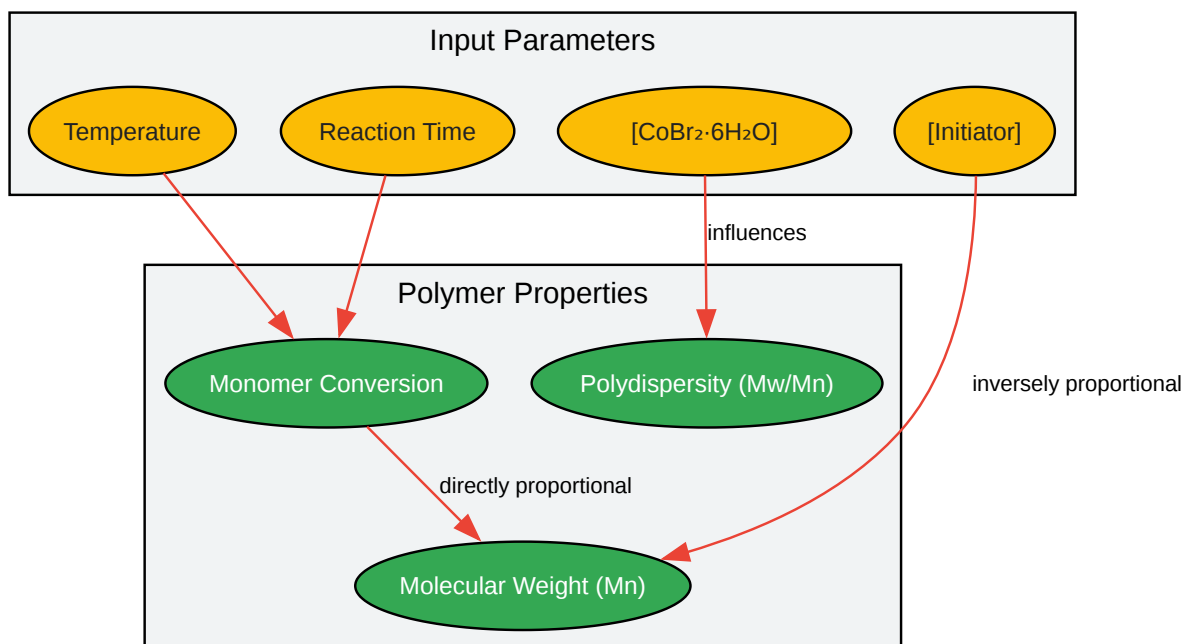 Input Parameters
Temperature
Reaction Time
[CoBr₂·6H₂O]
[Initiator]
influences
Polymer Properties
Monomer Conversion
Polydispersity (Mw/Mn)
inversely proportional
directly proportional
Molecular Weight (Mn)